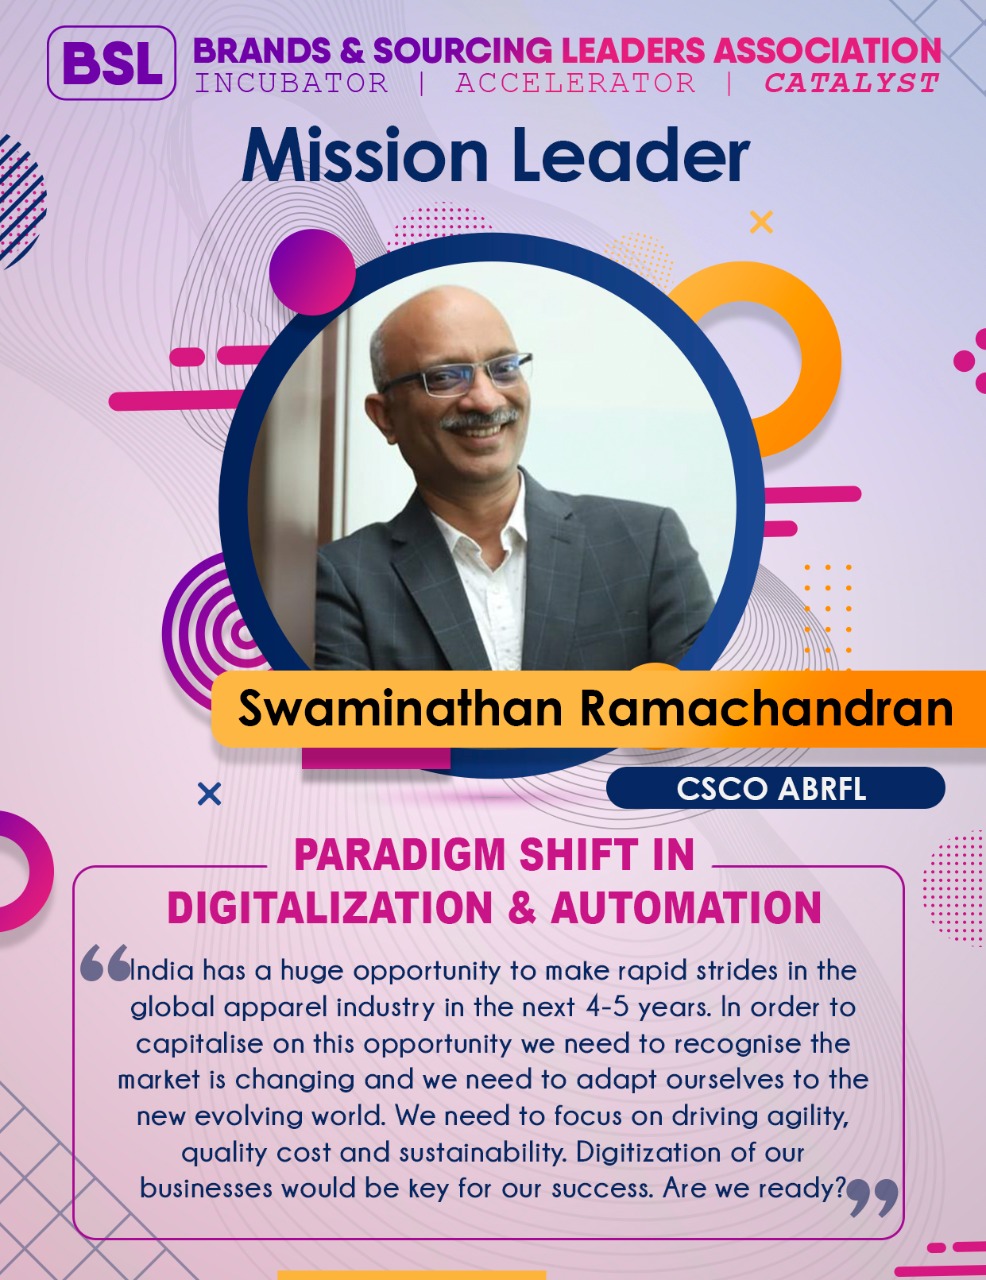 BSL
BRANDS & SOURCING LEADERS ASSOCIATION
INCUBATOR | ACCELERATOR | CATALYST
Mission Leader
Swaminathan Ramachandran
CSCO ABRFL
PARADIGM SHIFT IN
DIGITALIZATION & AUTOMATION
“India has a huge opportunity to make rapid strides in the
global apparel industry in the next 4-5 years. In order to
capitalise on this opportunity we need to recognise the
market is changing and we need to adapt ourselves to the
new evolving world. We need to focus on driving agility,
quality cost and sustainability. Digitization of our
businesses would be key for our success. Are we ready?”